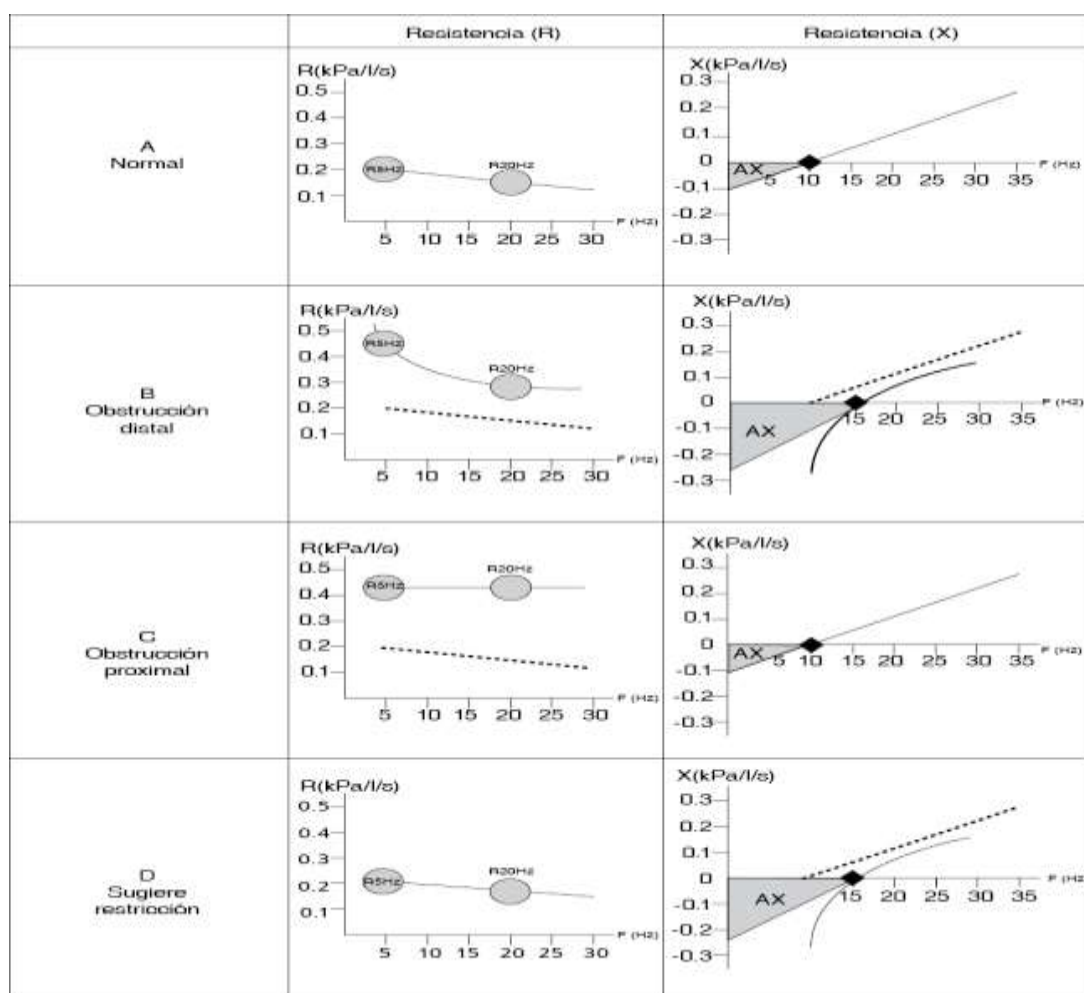 Resistencia (R)
Resistencia (X)
A
Normal
R(kPa/l/s)
0.5
0.4
0.3
0.2
0.1
R5Hz
R20Hz
5 10 15 20 25 30 F (Hz)
X(kPa/l/s)
0.3
0.2
0.1
0
-0.1
-0.2
-0.3
AX
5 10 15 20 25 30 35
F (Hz)
B
Obstrucción
distal
R(kPa/l/s)
0.5
0.4
0.3
0.2
0.1
R5Hz
R20Hz
5 10 15 20 25 30 F (Hz)
X(kPa/l/s)
0.3
0.2
0.1
0
-0.1
-0.2
-0.3
AX
15 20 25 30 35
F (Hz)
C
Obstrucción
proximal
R(kPa/l/s)
0.5
0.4
0.3
0.2
0.1
R5Hz
R20Hz
5 10 15 20 25 30 F (Hz)
X(kPa/l/s)
0.3
0.2
0.1
0
-0.1
-0.2
-0.3
AX
5 10 15 20 25 30 35
F (Hz)
D
Sugiere
restricción
R(kPa/l/s)
0.5
0.4
0.3
0.2
0.1
R5Hz
R20Hz
5 10 15 20 25 30 F (Hz)
X(kPa/l/s)
0.3
0.2
0.1
0
-0.1
-0.2
-0.3
AX
15 20 25 30 35
F (Hz)